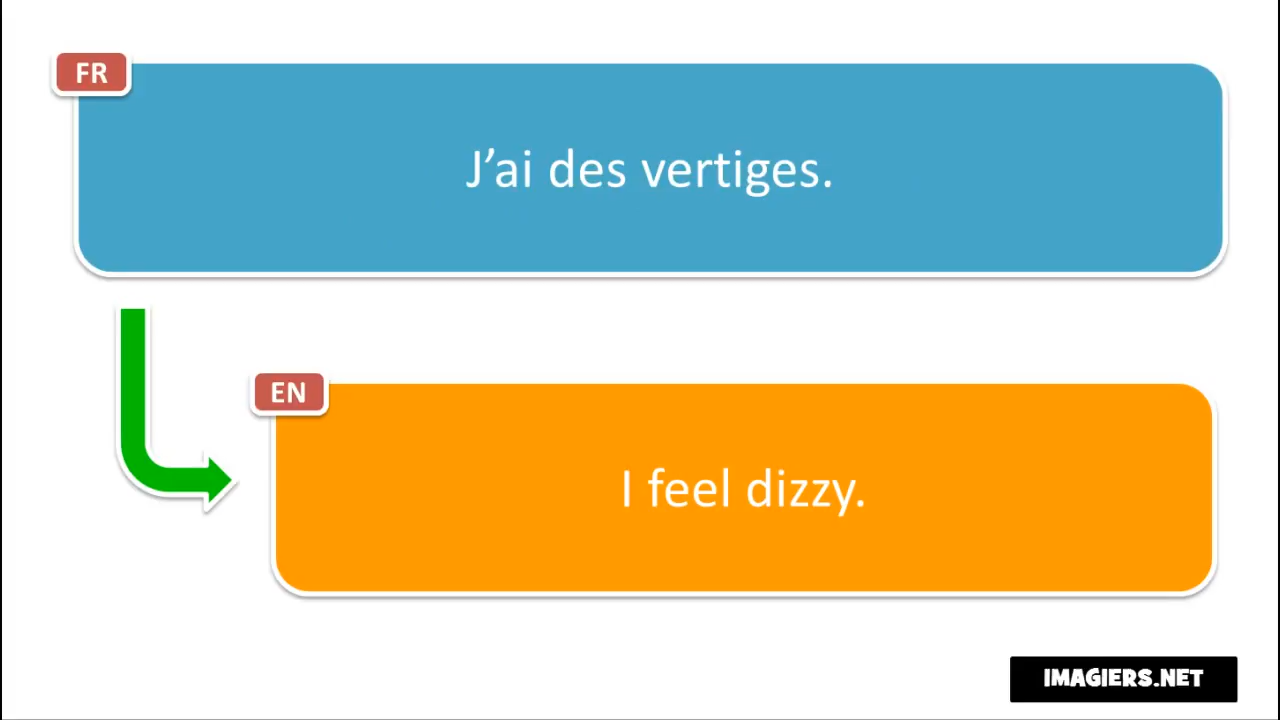 FR
J’ai des vertiges.
EN
I feel dizzy.
IMAGIERS.NET